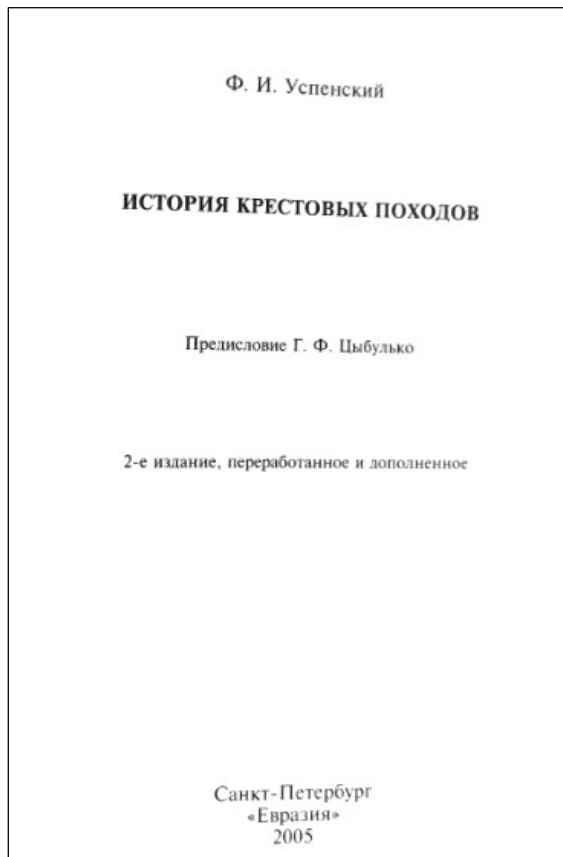 Ф. И. Успенский
ИСТОРИЯ КРЕСТОВЫХ ПОХОДОВ
Предисловие Г. Ф. Цыбулько
2-е издание, переработанное и дополненное
Санкт-Петербург
«Евразия»
2005